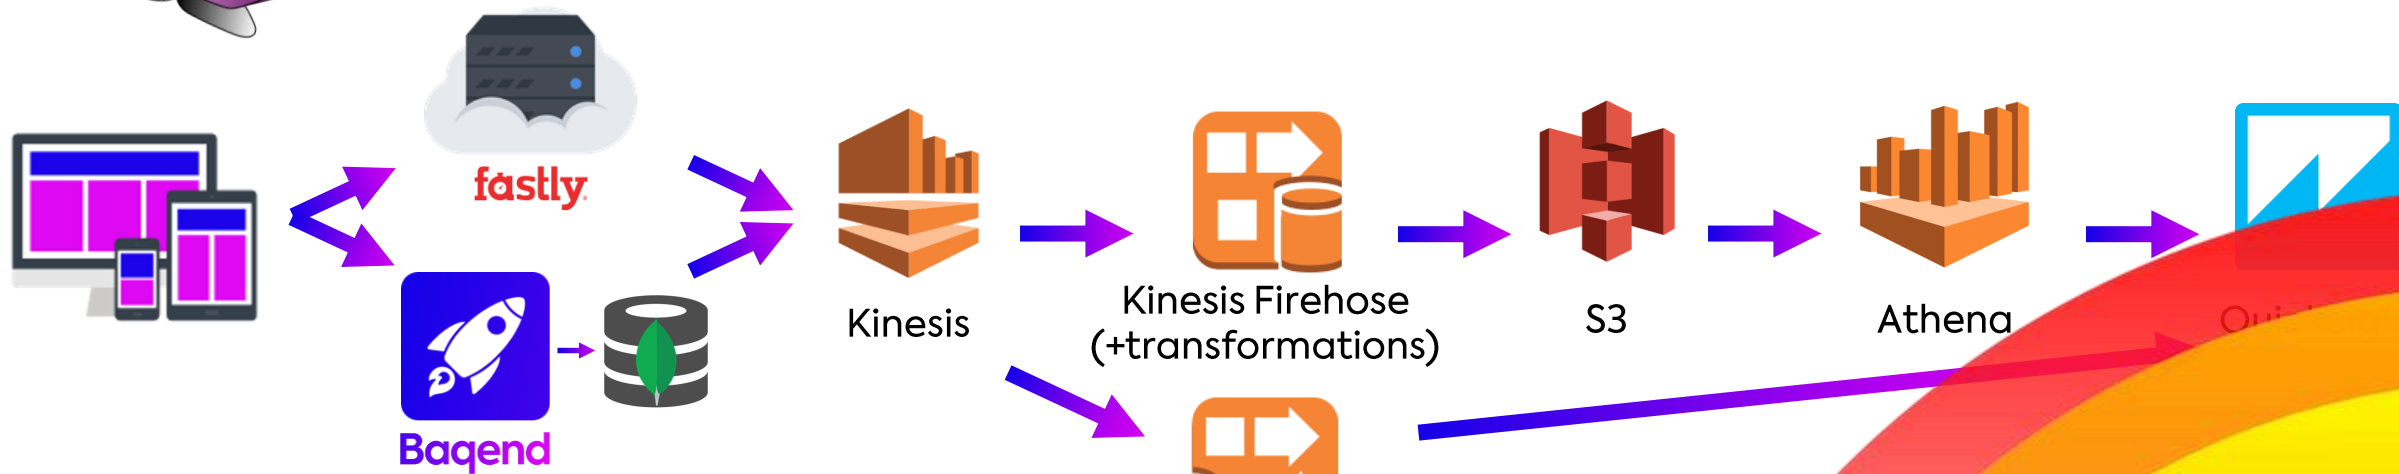 fastly
Baqend
Kinesis
Kinesis Firehose
(+transformations)
S3
Athena